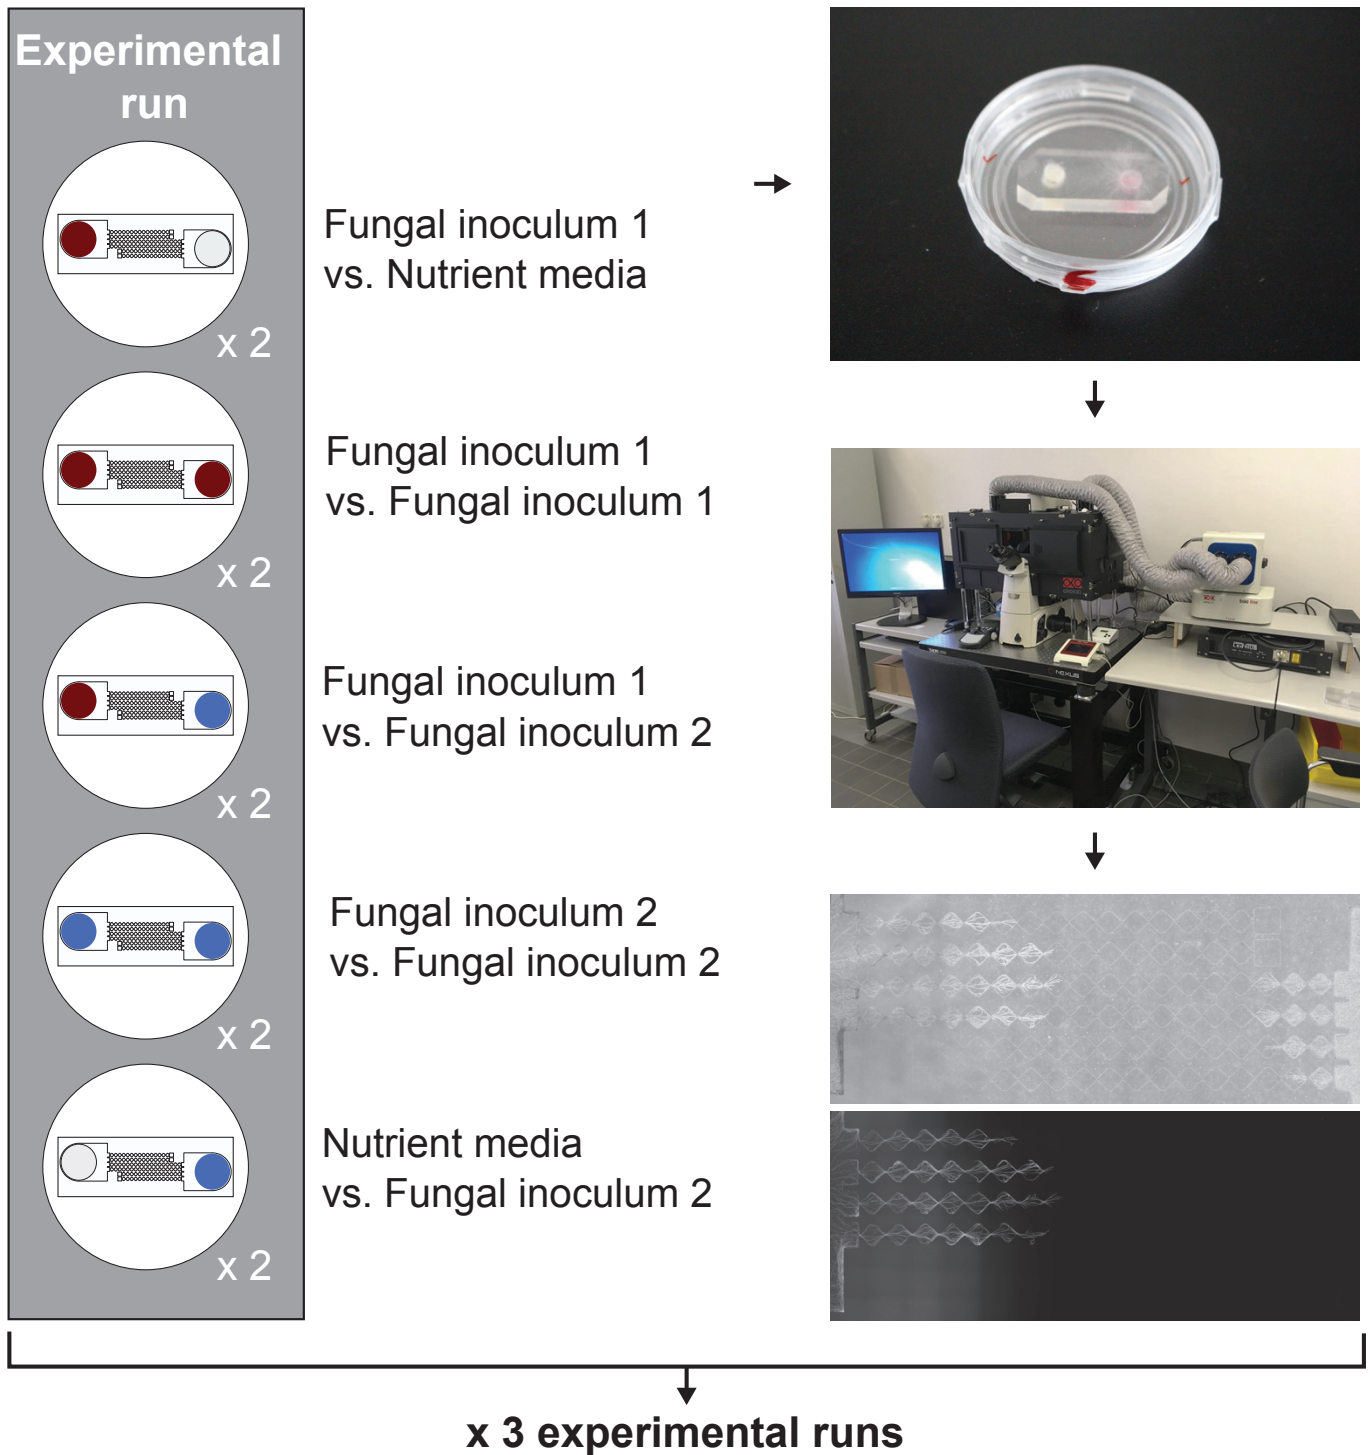 Experimental
run
x 2
Fungal inoculum 1
vs. Nutrient media
x 2
Fungal inoculum 1
vs. Fungal inoculum 1
x 2
Fungal inoculum 1
vs. Fungal inoculum 2
x 2
Fungal inoculum 2
vs. Fungal inoculum 2
x 2
Nutrient media
vs. Fungal inoculum 2
NEXUS
x 3 experimental runs